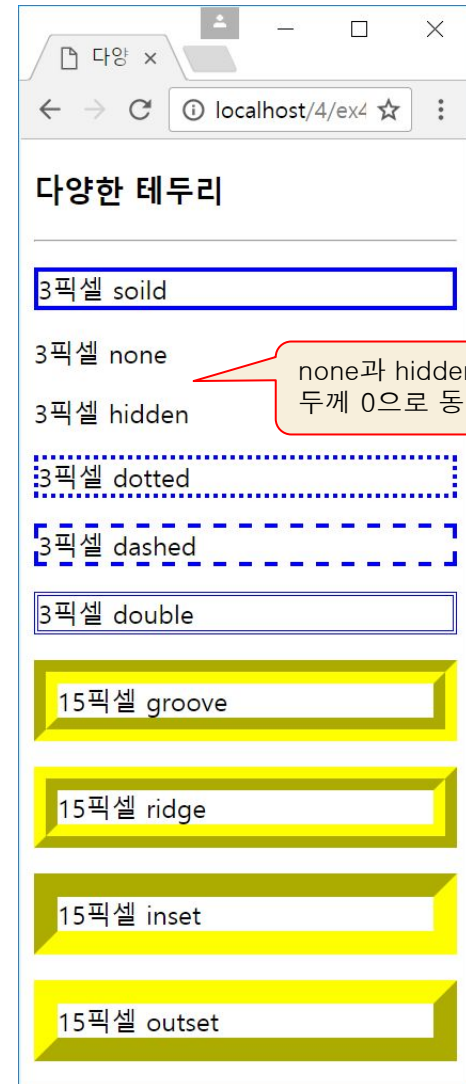 다양
localhost/4/ex4
다양한 테두리
3픽셀 soild
3픽셀 none
none과 hidden
두께 0으로 동
3픽셀 hidden
3픽셀 dotted
3픽셀 dashed
3픽셀 double
15픽셀 groove
15픽셀 ridge
15픽셀 inset
15픽셀 outset